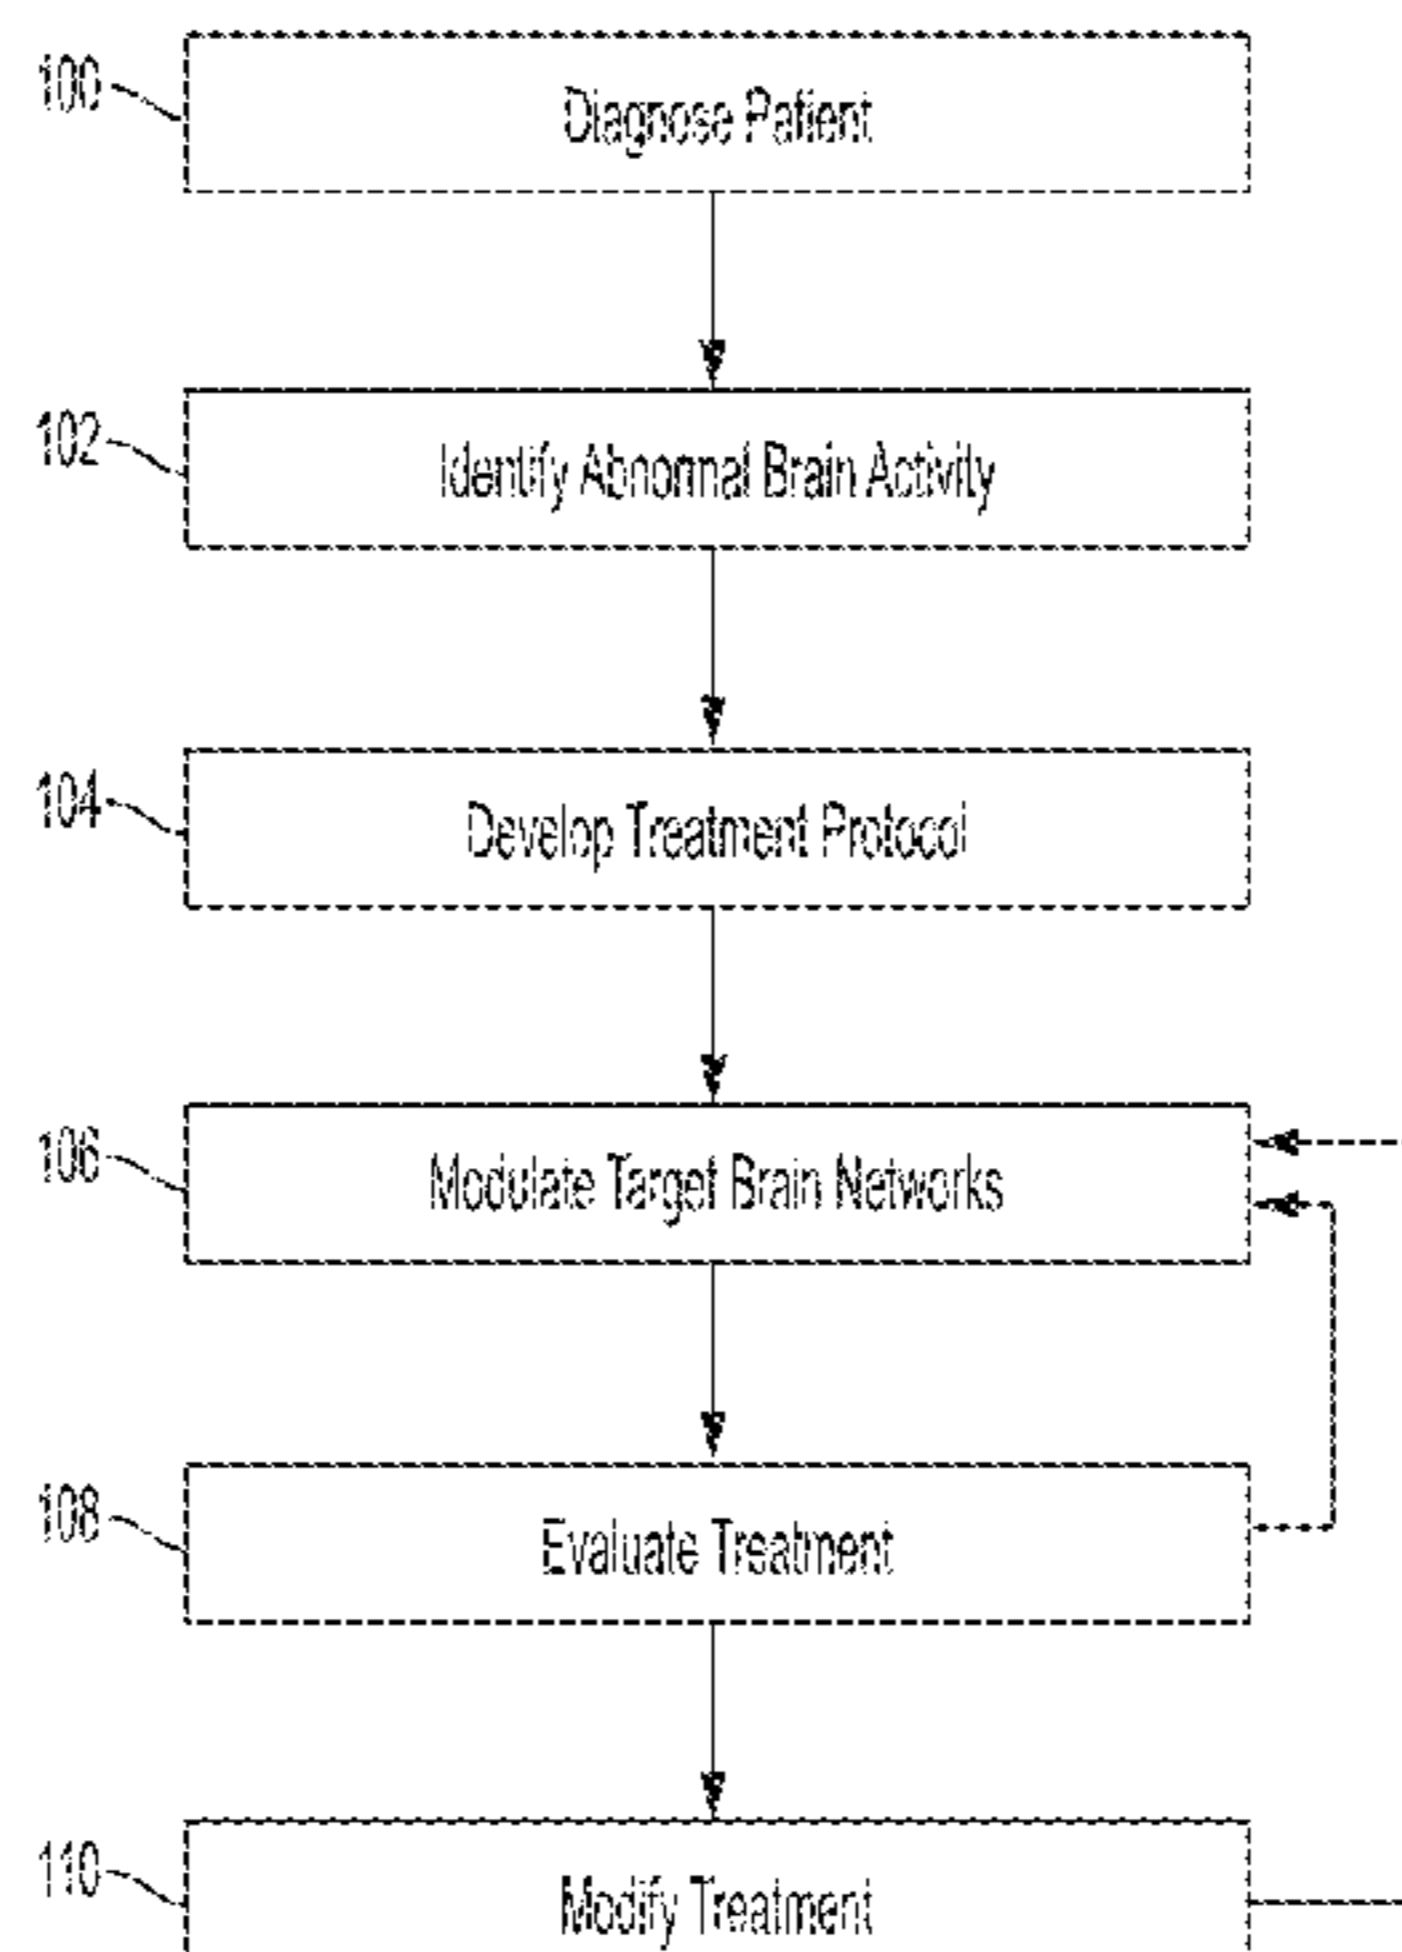 100
Diagnose Patient
102
Identify Abnormal Brain Activity
104
Develop Treatment Protocol
106
Modulate Target Brain Networks
108
Evaluate Treatment
110
Modify Treatment